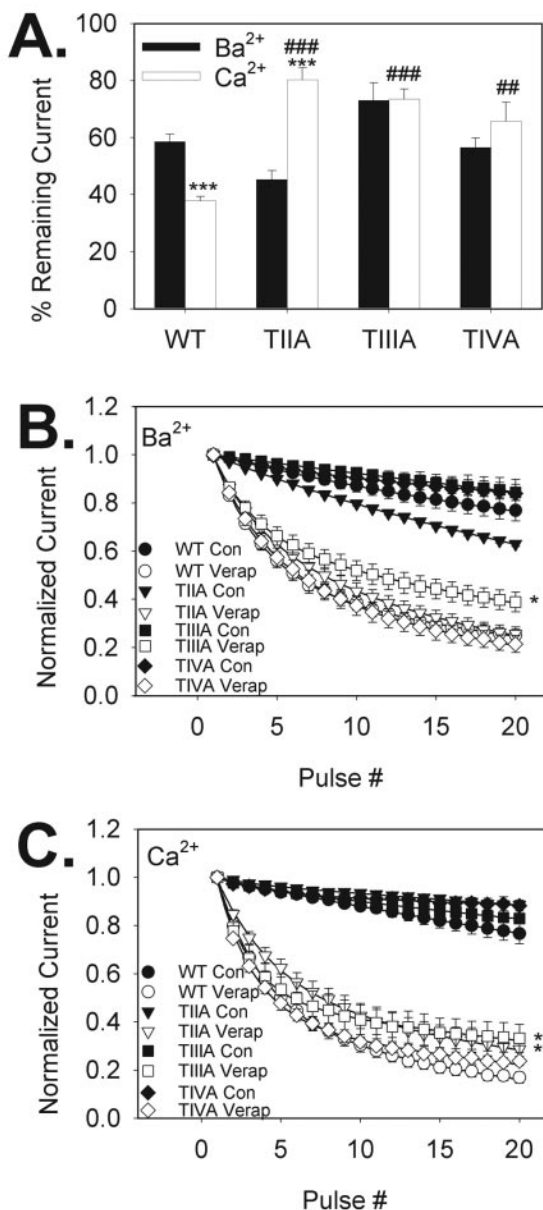 A.
% Remaining Current
100
80
60
40
20
0
Ba2+
Ca2+
***
###
***
###
##
WT
TIIA
TIIIA
TIVA
B.
Ba2+
Normalized Current
1.2
1.0
0.8
0.6
0.4
0.2
0.0
WT Con
WT Verap
TIIA Con
TIIA Verap
TIIIA Con
TIIIA Verap
TIVA Con
TIVA Verap
*
0
5
10
15
20
Pulse #
C.
Ca2+
Normalized Current
1.2
1.0
0.8
0.6
0.4
0.2
0.0
WT Con
WT Verap
TIIA Con
TIIA Verap
TIIIA Con
TIIIA Verap
TIVA Con
TIVA Verap
*
*
0
5
10
15
20
Pulse #